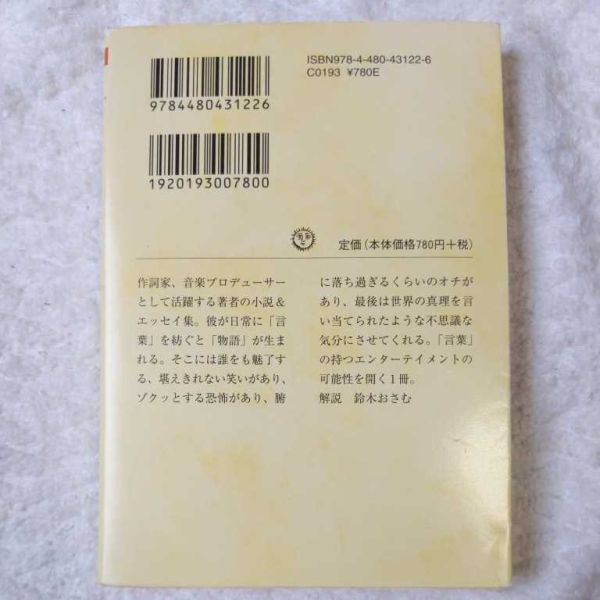 ISBN978-4-480-43122-6
C0193 ¥780E
9784480431226
1920193007800
定価(本体価格780円+税)
作詞家、音楽プロデューサー
として活躍する著者の小説&
エッセイ集。彼が日常に「言
葉」を紡ぐと「物語」が生ま
れる。そこには誰をも魅了す
る、堪えきれない笑いがあり、
ゾクッとする恐怖があり、腑
に落ち過ぎるくらいのオチが
あり、最後は世界の真理を言
い当てられたような不思議な
気分にさせてくれる。「言葉」
の持つエンターテイメントの
可能性を開く1冊。
解説 鈴木おさむ